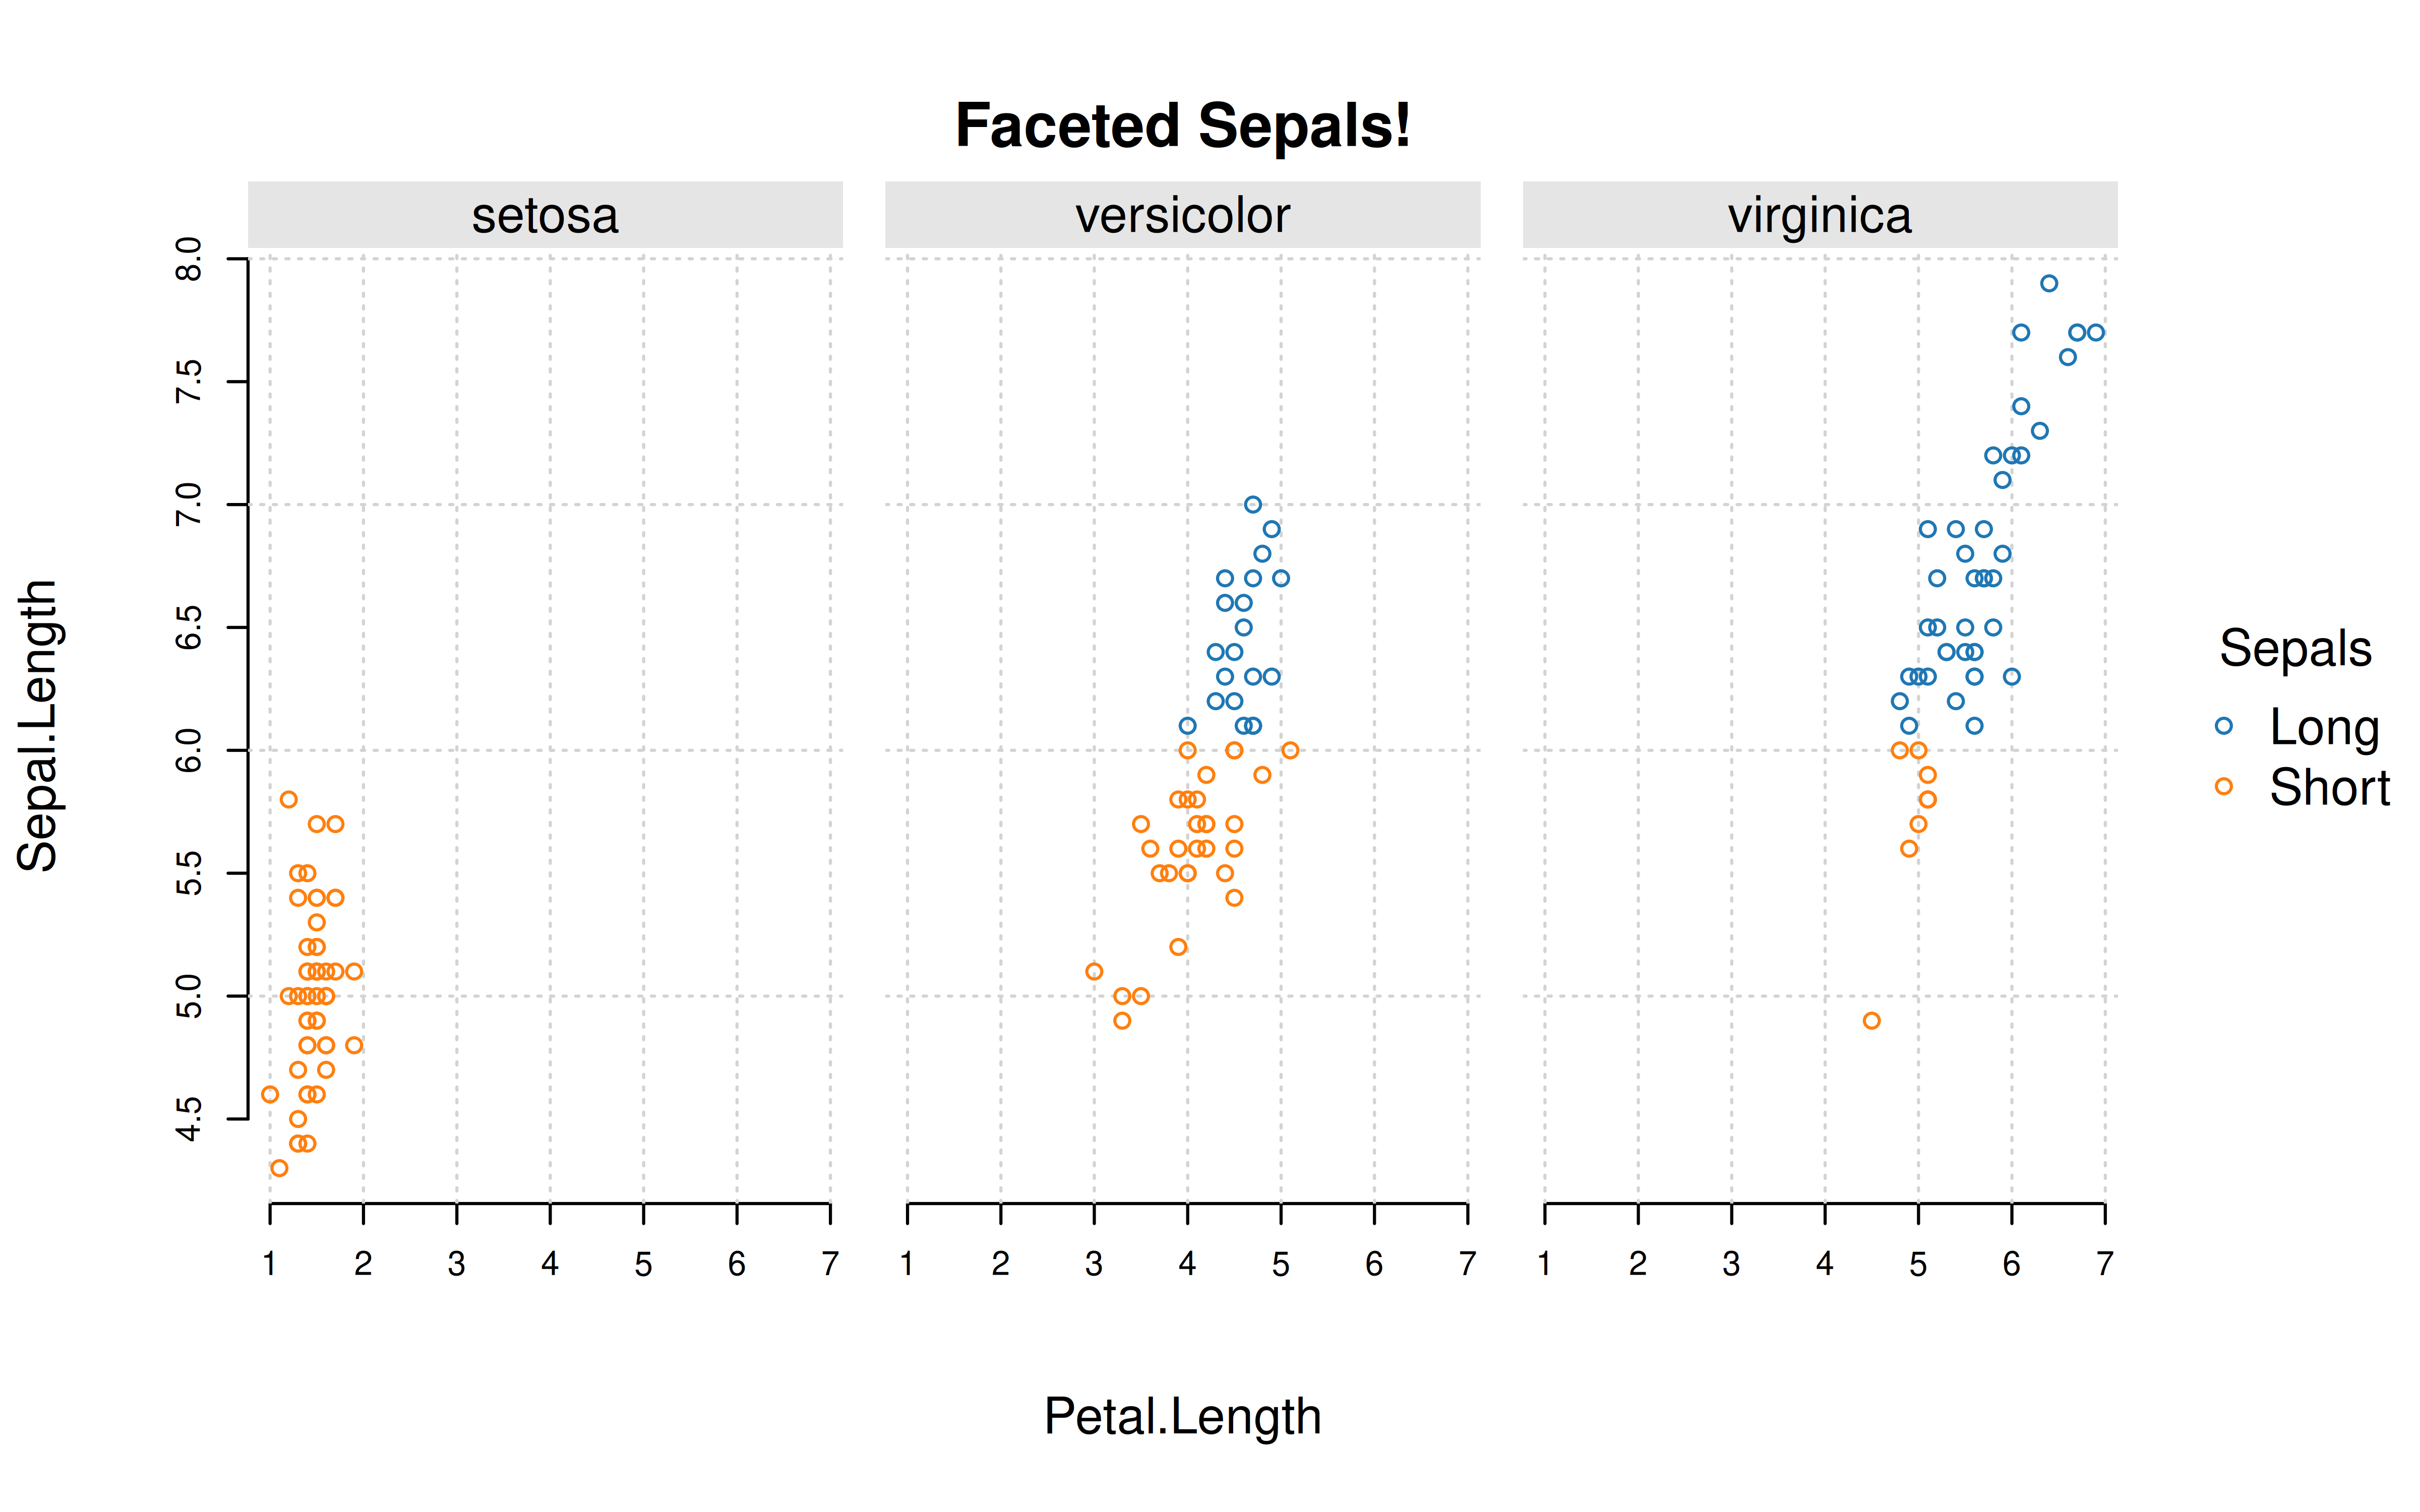 Faceted Sepals!
setosa versicolor virginica
8.0
7.5
7.0
6.5
6.0
5.5
5.0
4.5
Sepal.Length
1 2 3 4 5 6 7 1 2 3 4 5 6 7 1 2 3 4 5 6 7
Petal.Length
Sepals
Long
Short